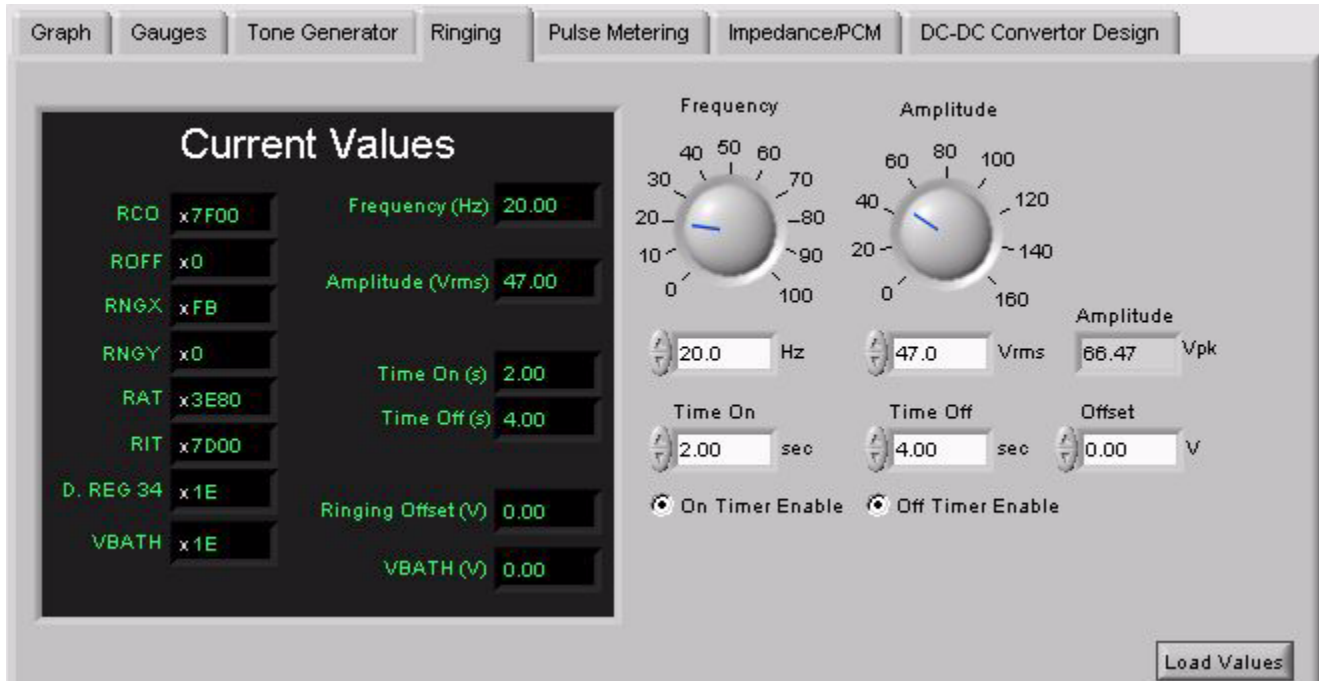 Graph Gauges Tone Generator Ringing Pulse Metering Impedance/PCM DC-DC Convertor Design
Current Values
RCO x7F00
ROFF x0
RNGX xFB
RNGY x0
RAT x3E80
RIT x7D00
D. REG 34 x1E
VBATH x1E
Frequency (Hz) 20.00
Amplitude (Vrms) 47.00
Time On (s) 2.00
Time Off (s) 4.00
Ringing Offset (V) 0.00
VBATH (V) 0.00
Frequency
0 10 20 30 40 50 60 70 80 90 100
20.0 Hz
Amplitude
0 20 40 60 80 100 120 140 160
47.0 Vrms
Amplitude
66.47 Vpk
Time On
2.00 sec
Time Off
4.00 sec
Offset
0.00 V
On Timer Enable
Off Timer Enable
Load Values